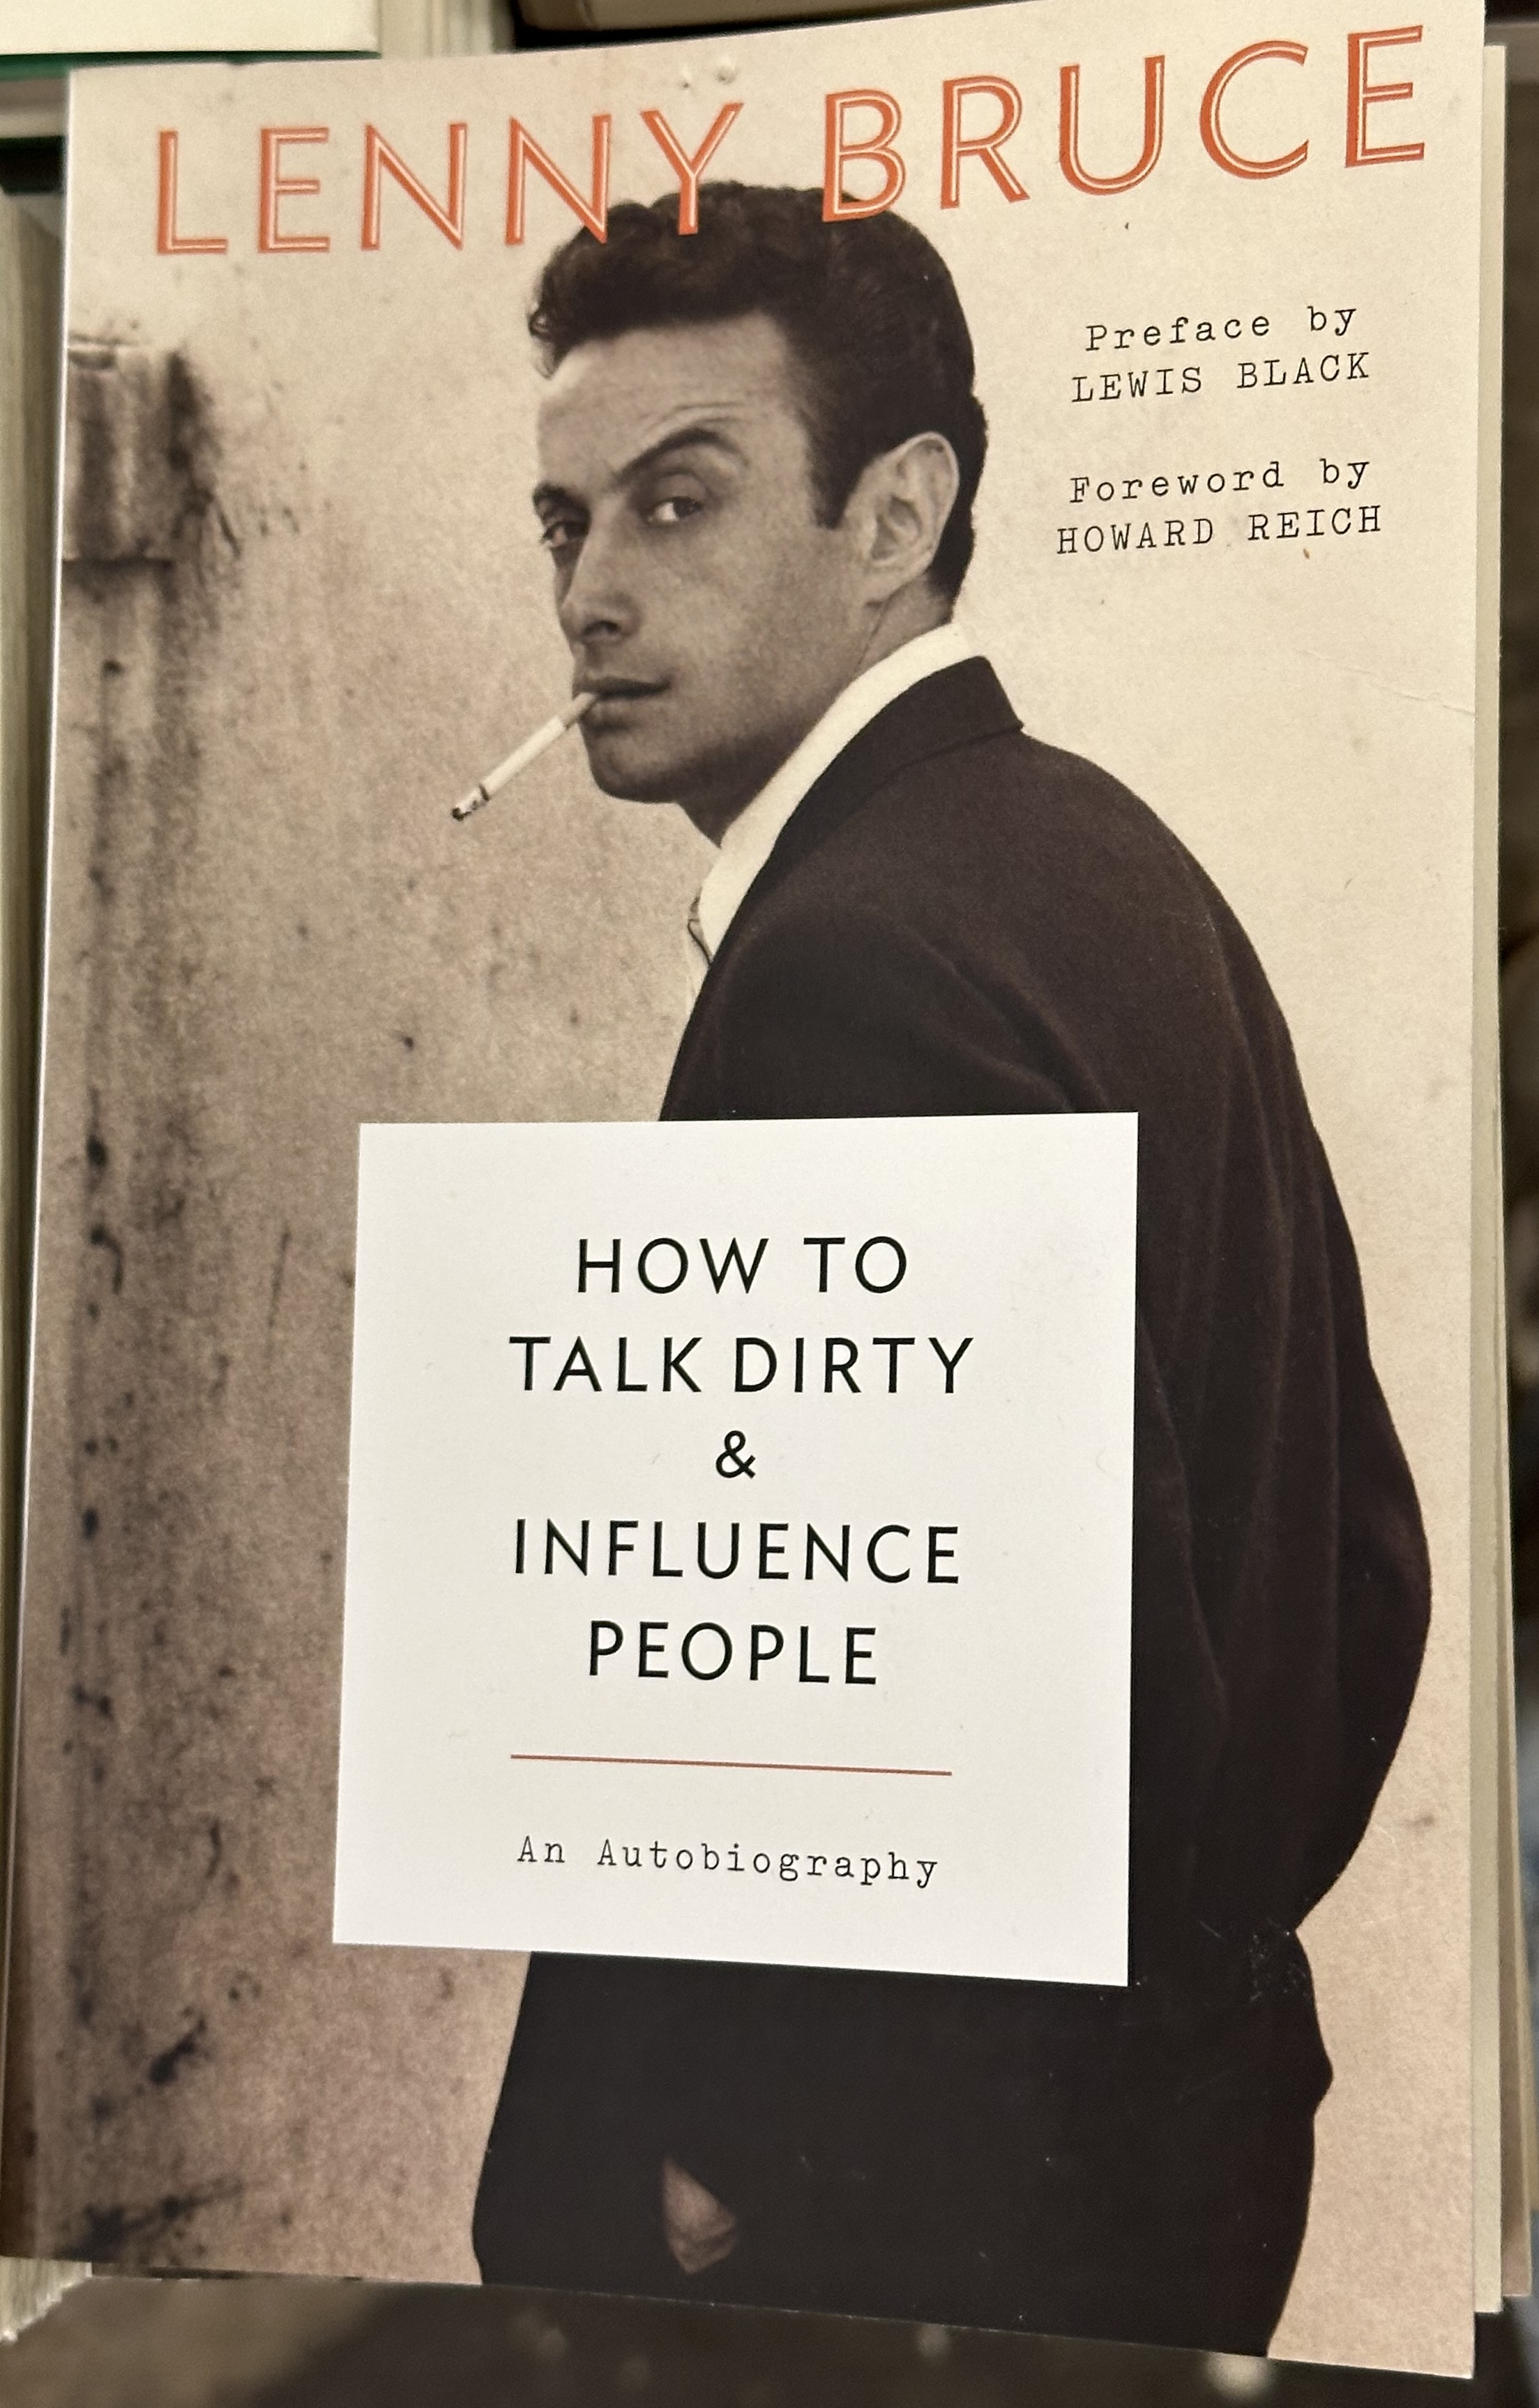 LENNY BRUCE
Preface by
LEWIS BLACK
Foreword by
HOWARD REICH
HOW TO
TALK DIRTY
&
INFLUENCE
PEOPLE
An Autobiography